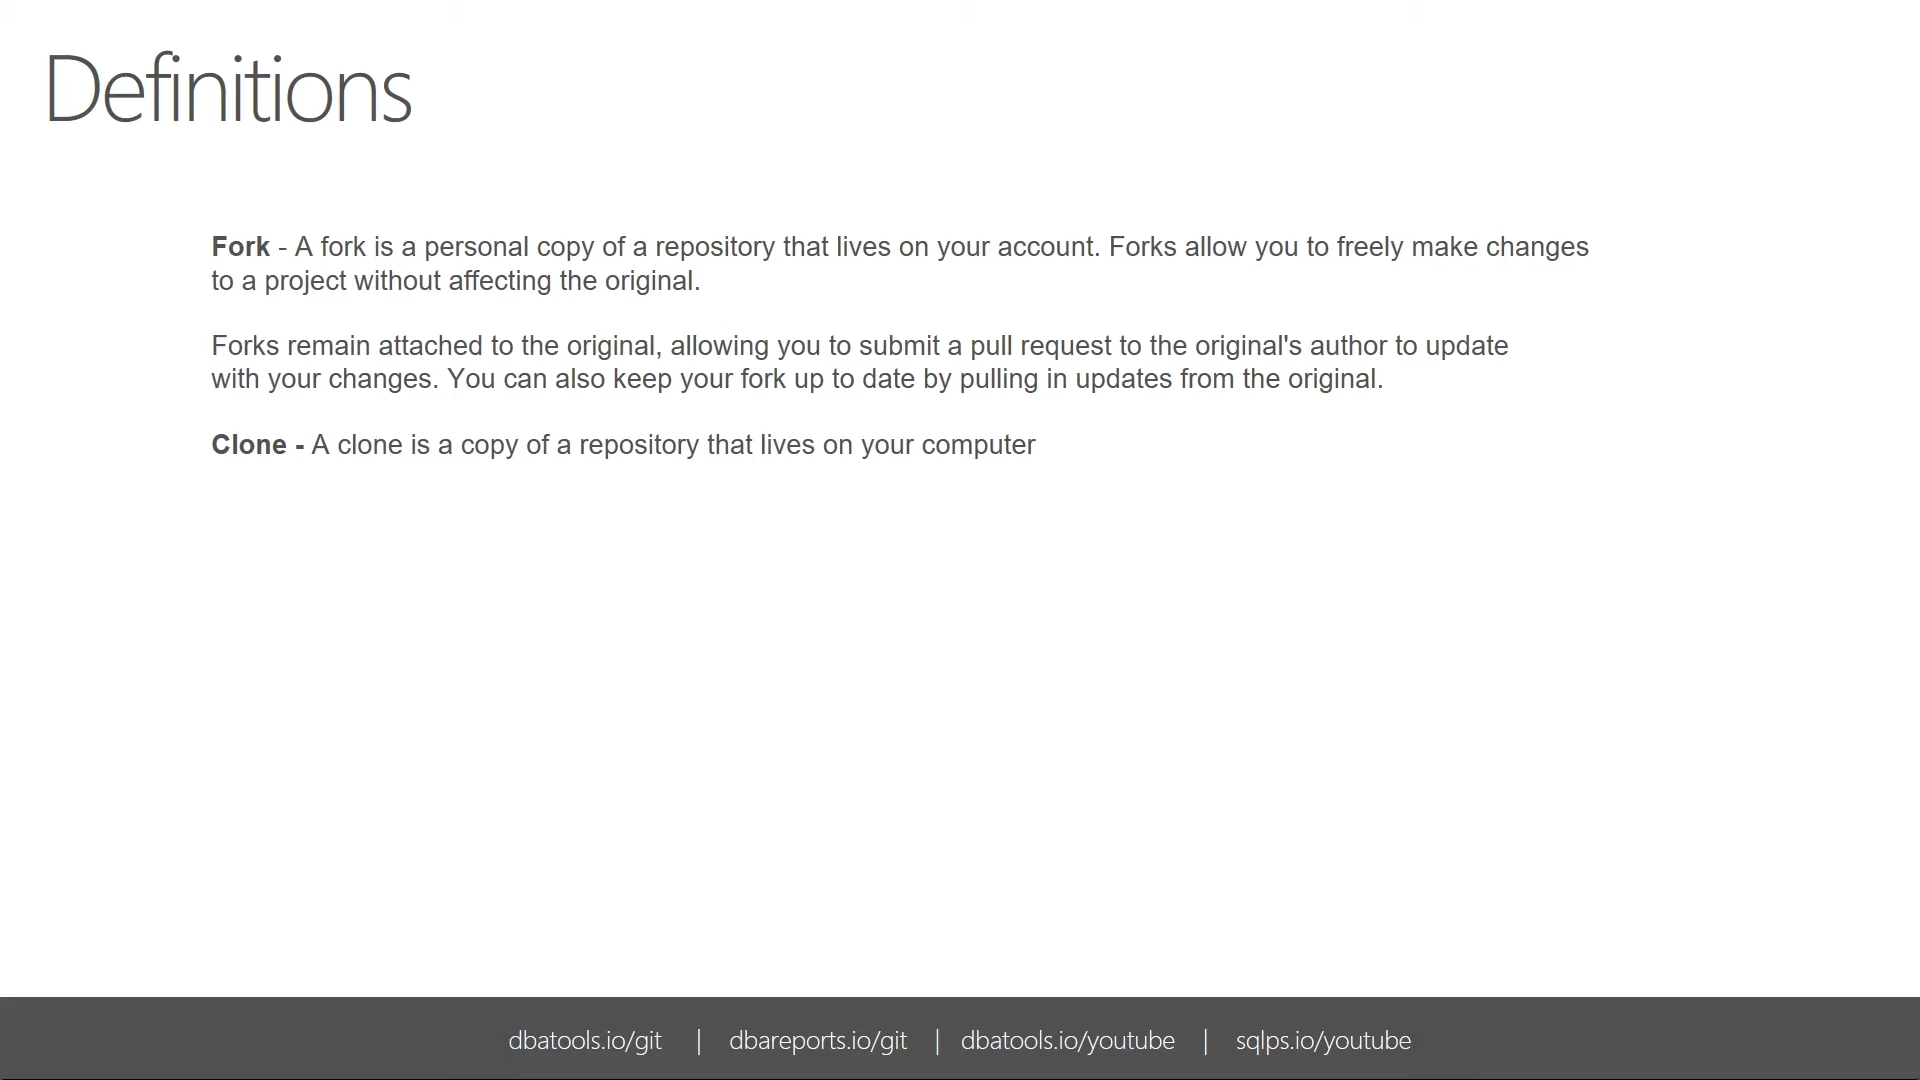 Definitions
Fork - A fork is a personal copy of a repository that lives on your account. Forks allow you to freely make changes
to a project without affecting the original.
Forks remain attached to the original, allowing you to submit a pull request to the original's author to update
with your changes. You can also keep your fork up to date by pulling in updates from the original.
Clone - A clone is a copy of a repository that lives on your computer
dbatools.io/git | dbareports.io/git | dbatools.io/youtube | sqlps.io/youtube